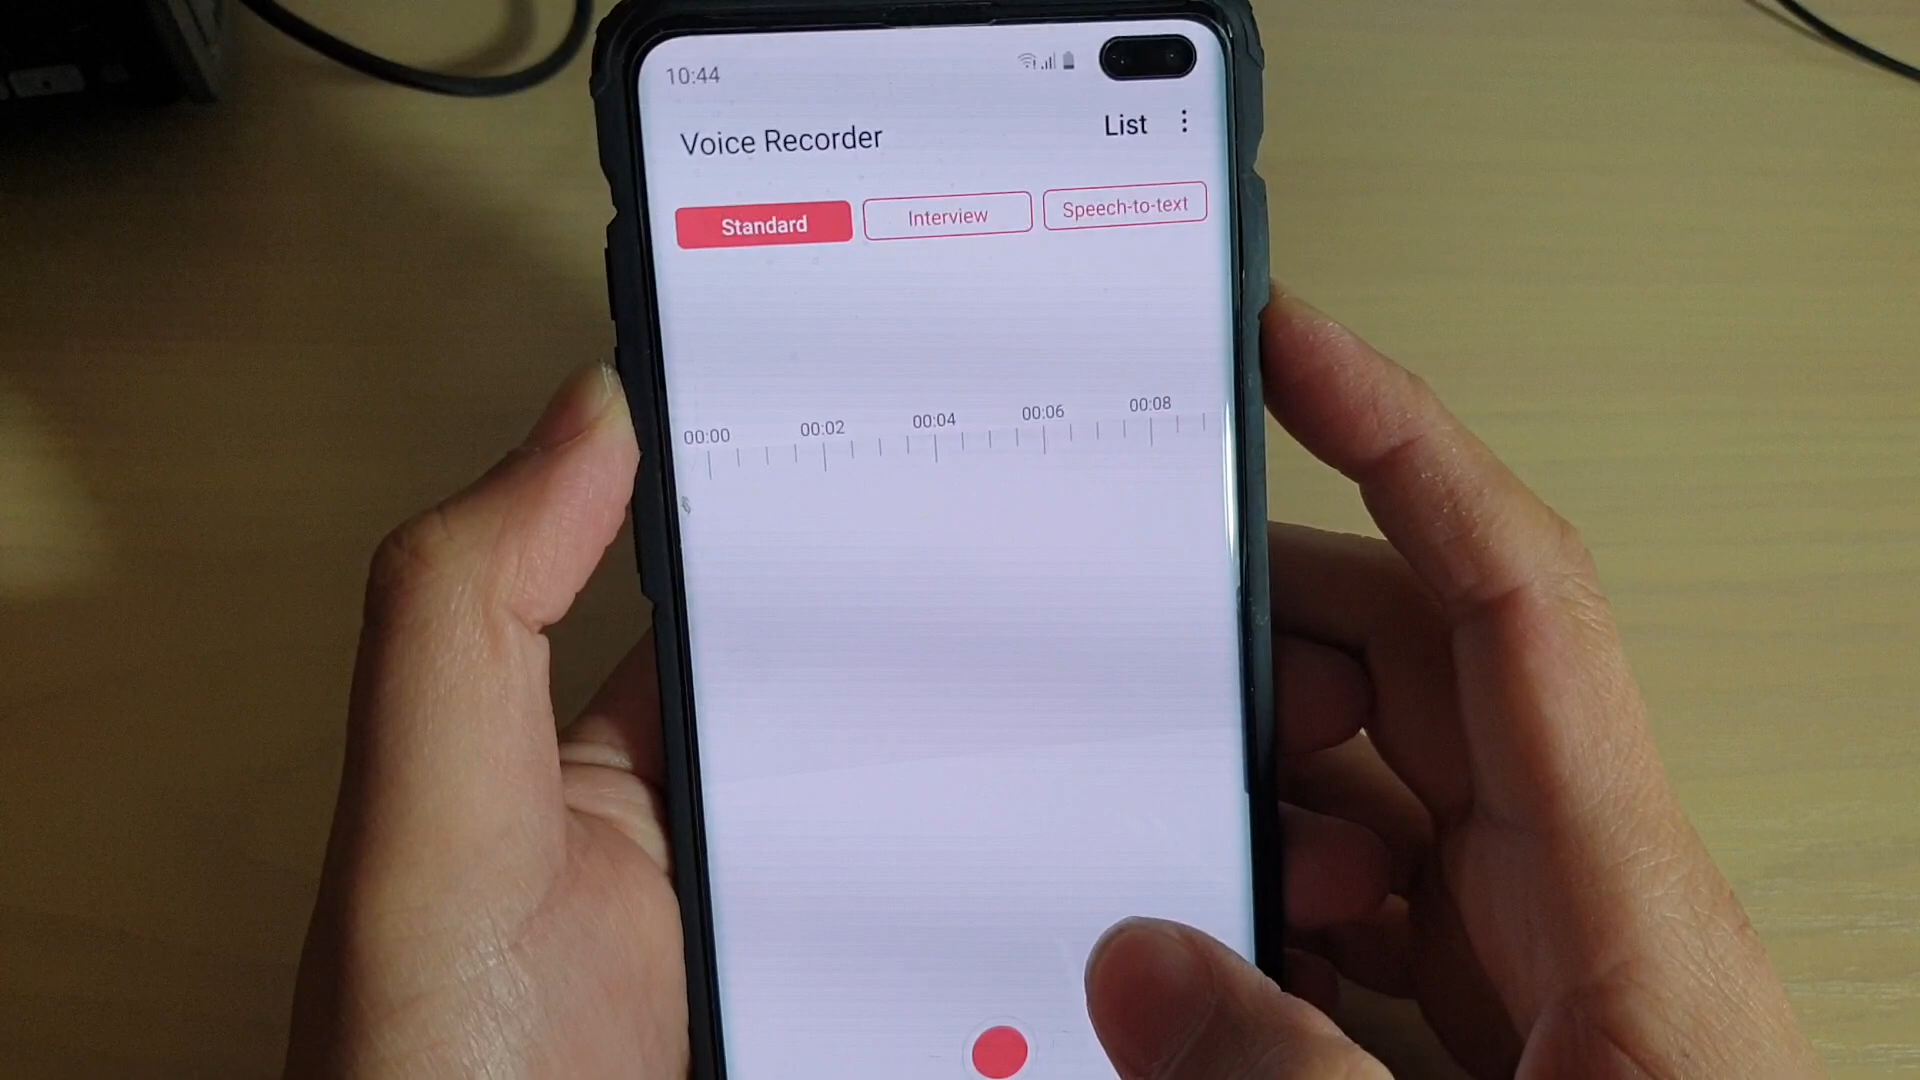 10:44
Voice Recorder
List
Standard
Interview
Speech-to-text
00:00
00:02
00:04
00:06
00:08